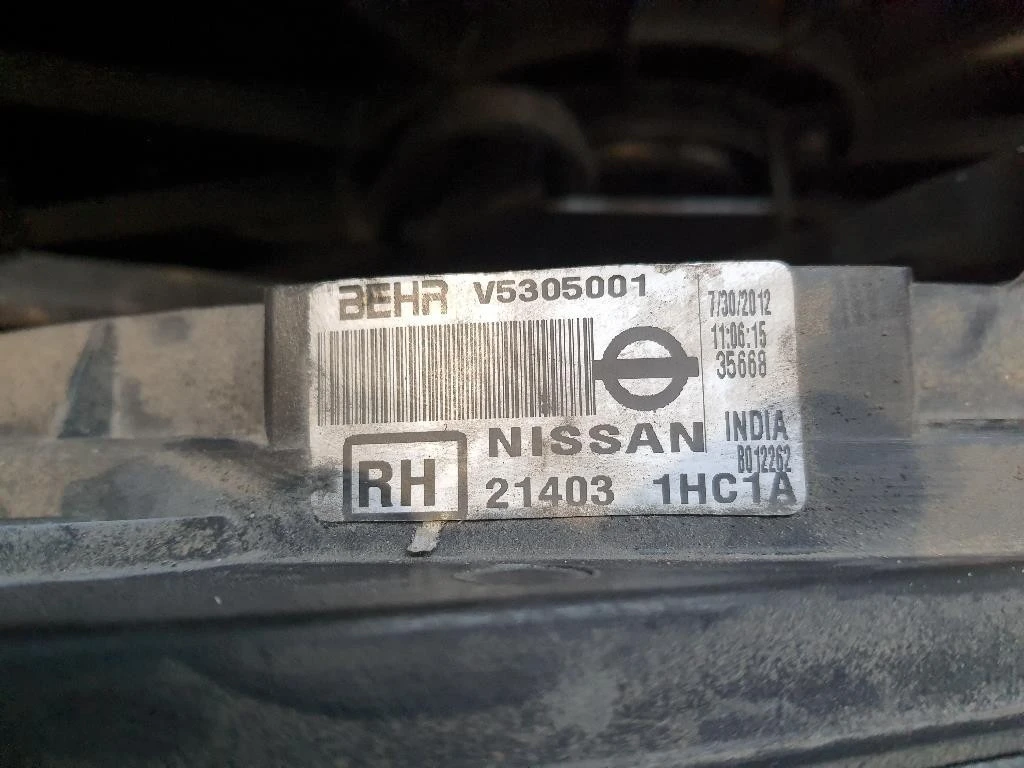 BEHR V5305001
7/30/2012
11:06:15
35668
NISSAN
INDIA
B012262
RH
21403 1HC1A